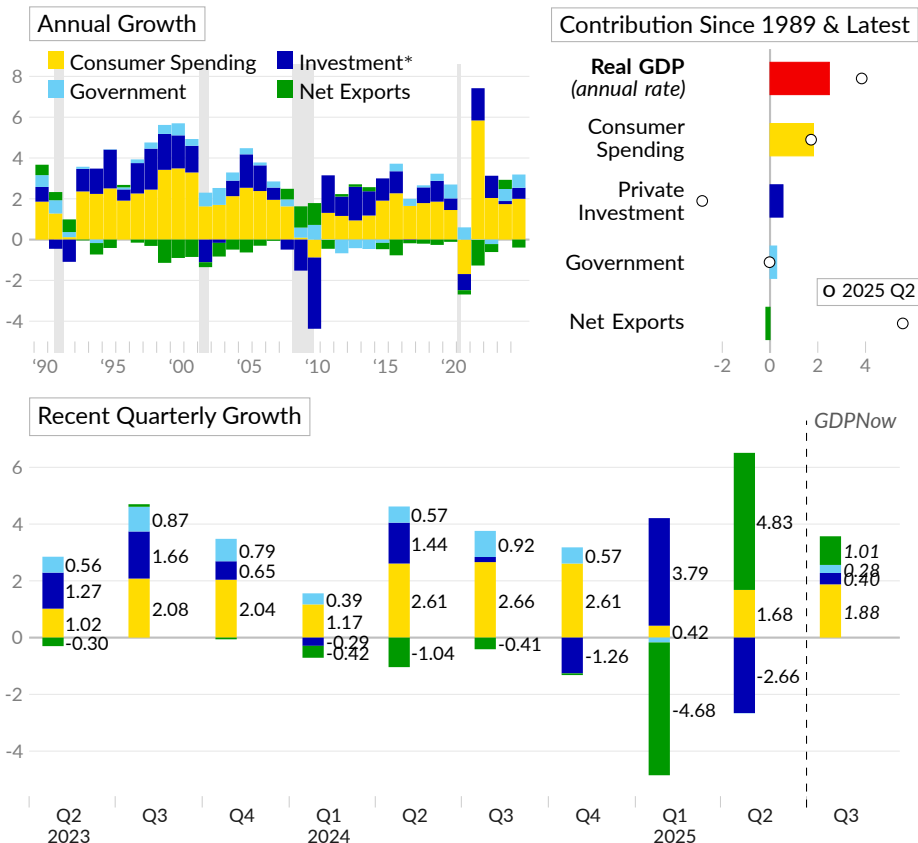 Annual Growth
Consumer Spending
Investment*
Government
Net Exports
8
6
4
2
0
-2
-4
‘90
‘95
‘00
‘05
‘10
‘15
‘20
Contribution Since 1989 & Latest
Real GDP
(annual rate)
Consumer
Spending
Private
Investment
Government
Net Exports
2025 Q2
-2
0
2
4
Recent Quarterly Growth
GDPNow
6
4
2
0
-2
-4
0.56
1.27
1.02
-0.30
0.87
1.66
2.08
0.79
0.65
2.04
0.39
1.17
-0.29
-0.42
0.57
1.44
2.61
-1.04
0.92
2.66
-0.41
0.57
2.61
-1.26
3.79
0.42
-4.68
4.83
1.68
-2.66
1.01
0.28
0.40
1.88
Q2
2023
Q3
Q4
Q1
2024
Q2
Q3
Q4
Q1
2025
Q2
Q3